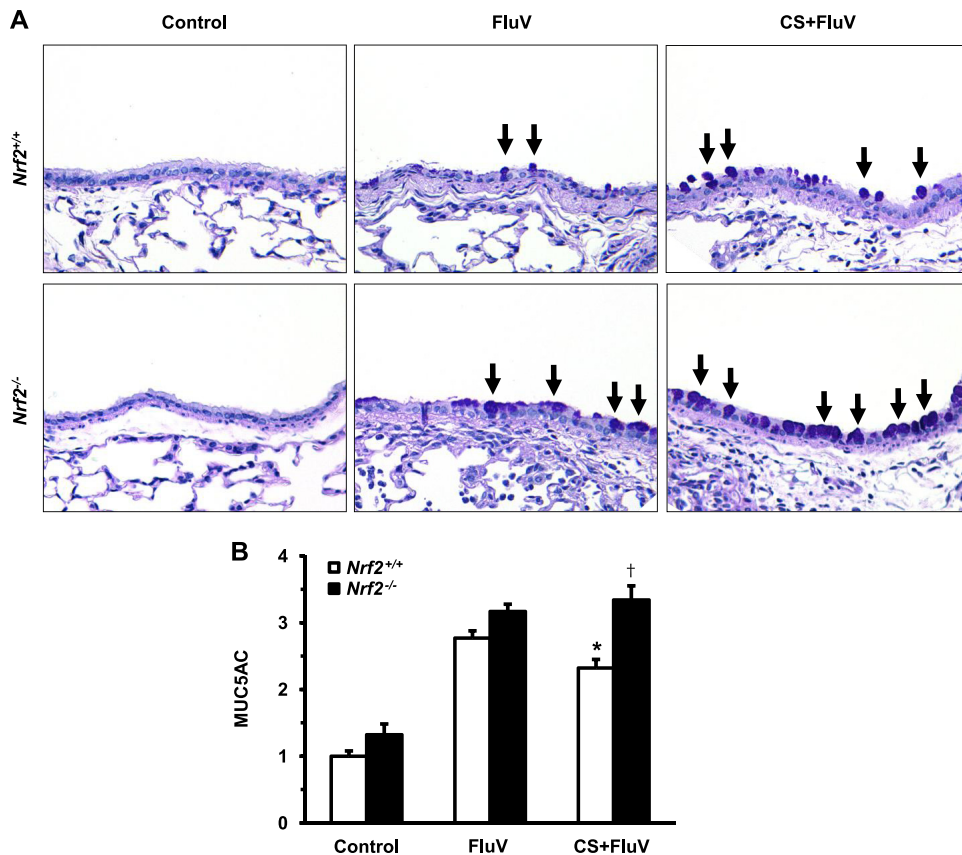 A
Control
FluV
CS+FluV
Nrf2+/+
Nrf2-/-
B
4
3
2
1
0
MUC5AC
Nrf2+/+
Nrf2-/-
*
†
Control
FluV
CS+FluV